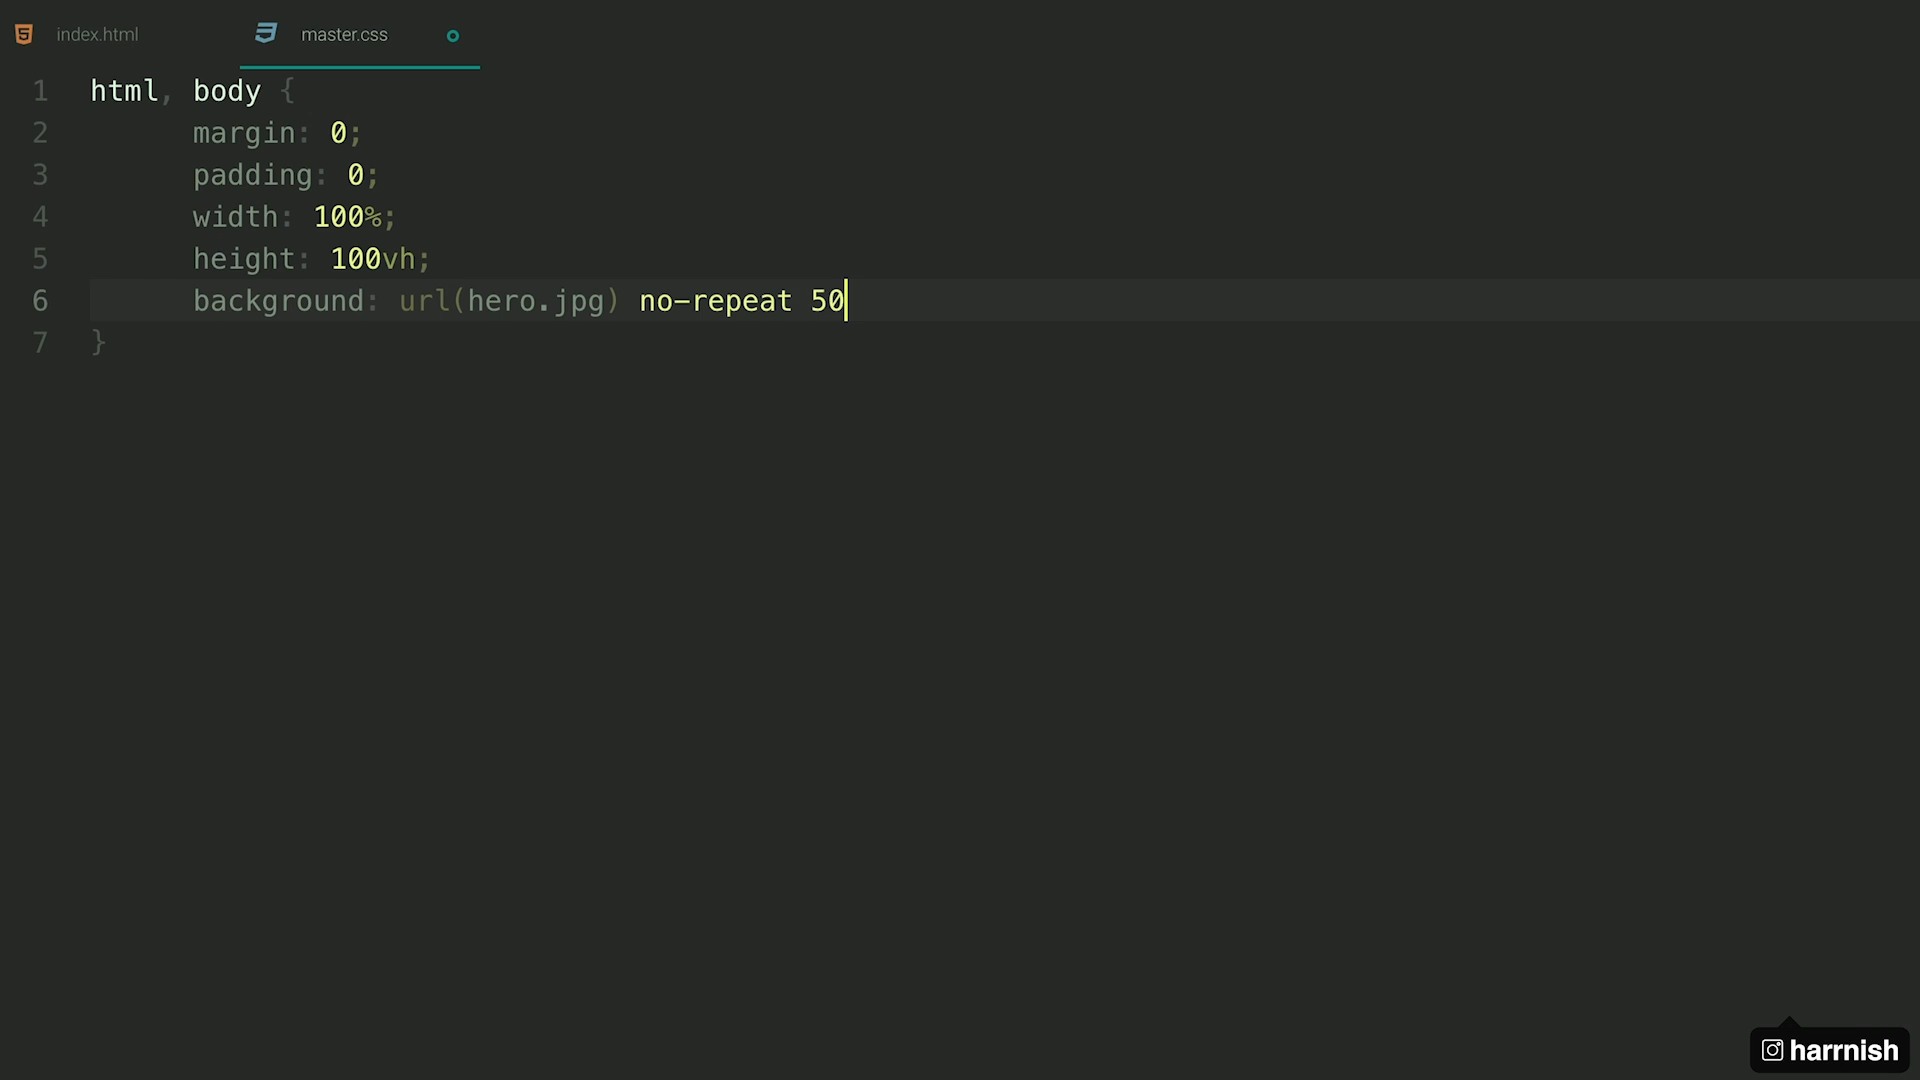 index.html
master.css
1 html, body {
2 margin: 0;
3 padding: 0;
4 width: 100%;
5 height: 100vh;
6 background: url(hero.jpg) no-repeat 50
7 }
harrnish